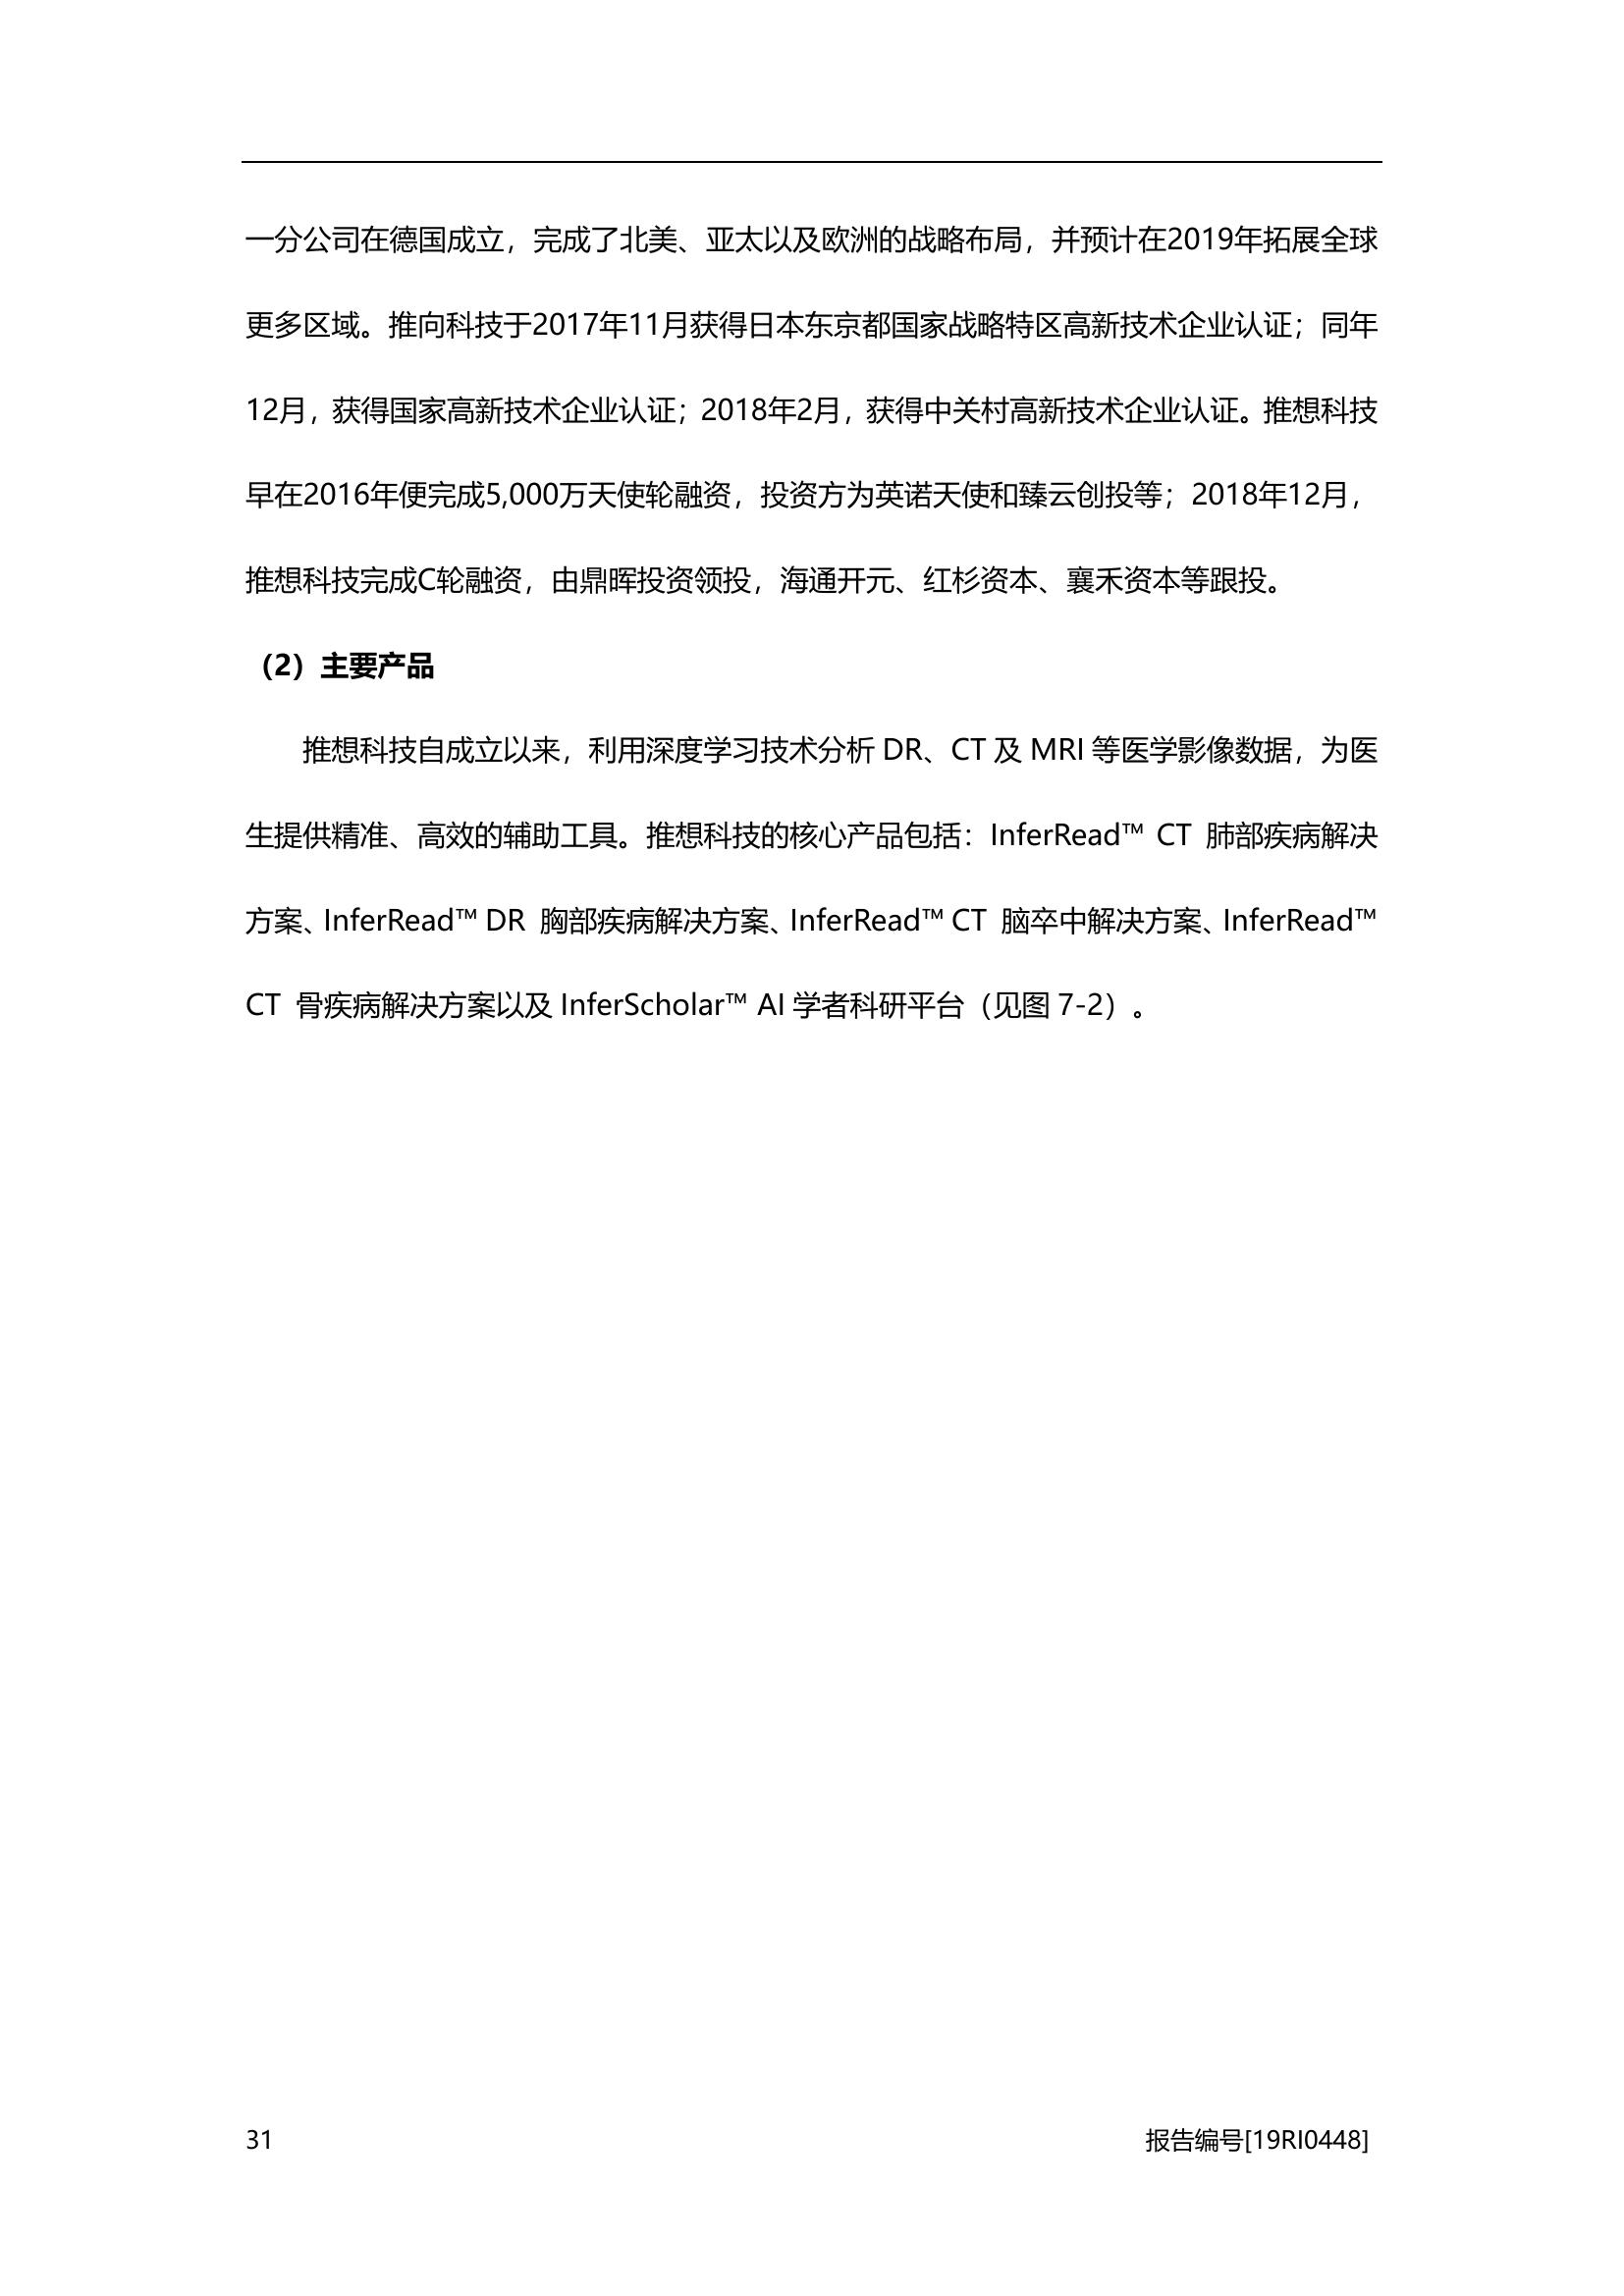 一分公司在德国成立，完成了北美、亚太以及欧洲的战略布局，并预计在2019年拓展全球
更多区域。推向科技于2017年11月获得日本东京都国家战略特区高新技术企业认证；同年
12月，获得国家高新技术企业认证；2018年2月，获得中关村高新技术企业认证。推想科技
早在2016年便完成5,000万天使轮融资，投资方为英诺天使和臻云创投等；2018年12月，
推想科技完成C轮融资，由鼎晖投资领投，海通开元、红杉资本、襄禾资本等跟投。
（2）主要产品
推想科技自成立以来，利用深度学习技术分析 DR、CT 及 MRI 等医学影像数据，为医
生提供精准、高效的辅助工具。推想科技的核心产品包括：InferRead™ CT 肺部疾病解决
方案、InferRead™ DR 胸部疾病解决方案、InferRead™ CT 脑卒中解决方案、InferRead™
CT 骨疾病解决方案以及 InferScholar™ AI 学者科研平台（见图 7-2）。
31 报告编号[19RI0448]